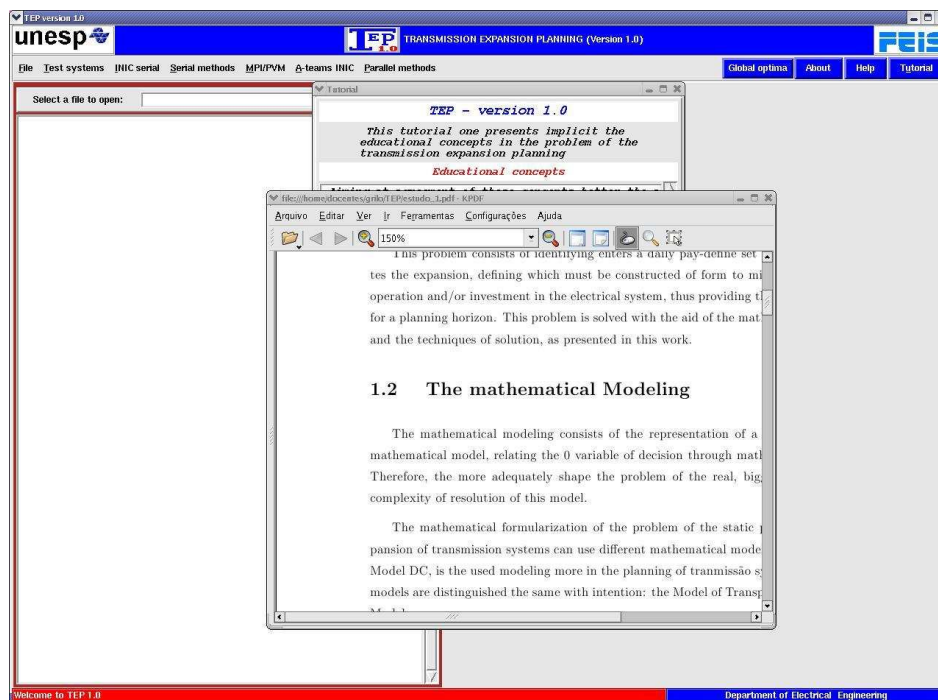 TEP version 1.0
unesp
TEP 1.0
TRANSMISSION EXPANSION PLANNING (Version 1.0)
FEIS
File Test systems INIC serial Serial methods MPI/PVM A-teams INIC Parallel methods
Global optima About Help Tutorial
Select a file to open:
Tutorial
TEP - version 1.0
This tutorial one presents implicit the
educational concepts in the problem of the
transmission expansion planning
Educational concepts
file:///home/docentes/grilo/TEP/estudo_1.pdf - KPDF
Arquivo Editar Ver Ir Ferramentas Configurações Ajuda
150%
This problem consists of identifying enters a daily pay-define set
tes the expansion, defining which must be constructed of form to mi
operation and/or investment in the electrical system, thus providing t
for a planning horizon. This problem is solved with the aid of the mat
and the techniques of solution, as presented in this work.
1.2 The mathematical Modeling
The mathematical modeling consists of the representation of a
mathematical model, relating the 0 variable of decision through math
Therefore, the more adequately shape the problem of the real, big
complexity of resolution of this model.
The mathematical formularization of the problem of the static p
pansion of transmission systems can use different mathematical mode
Model DC, is the used modeling more in the planning of tranmissão sy
models are distinguished the same with intention: the Model of Transp
Welcome to TEP 1.0
Department of Electrical Engineering